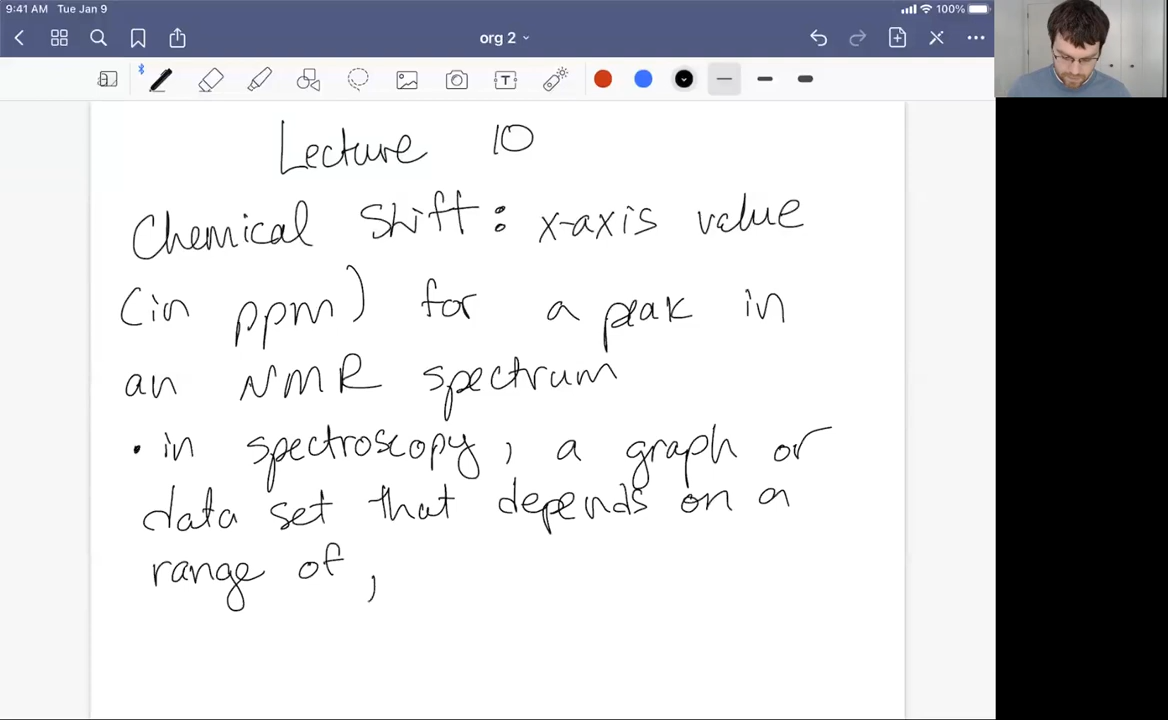 9:41 AM Tue Jan 9
100%
org 2
T
Lecture 10
Chemical Shift: x-axis value
(in ppm) for a peak in
an NMR spectrum
• in spectroscopy, a graph or
data set that depends on a
range of ,